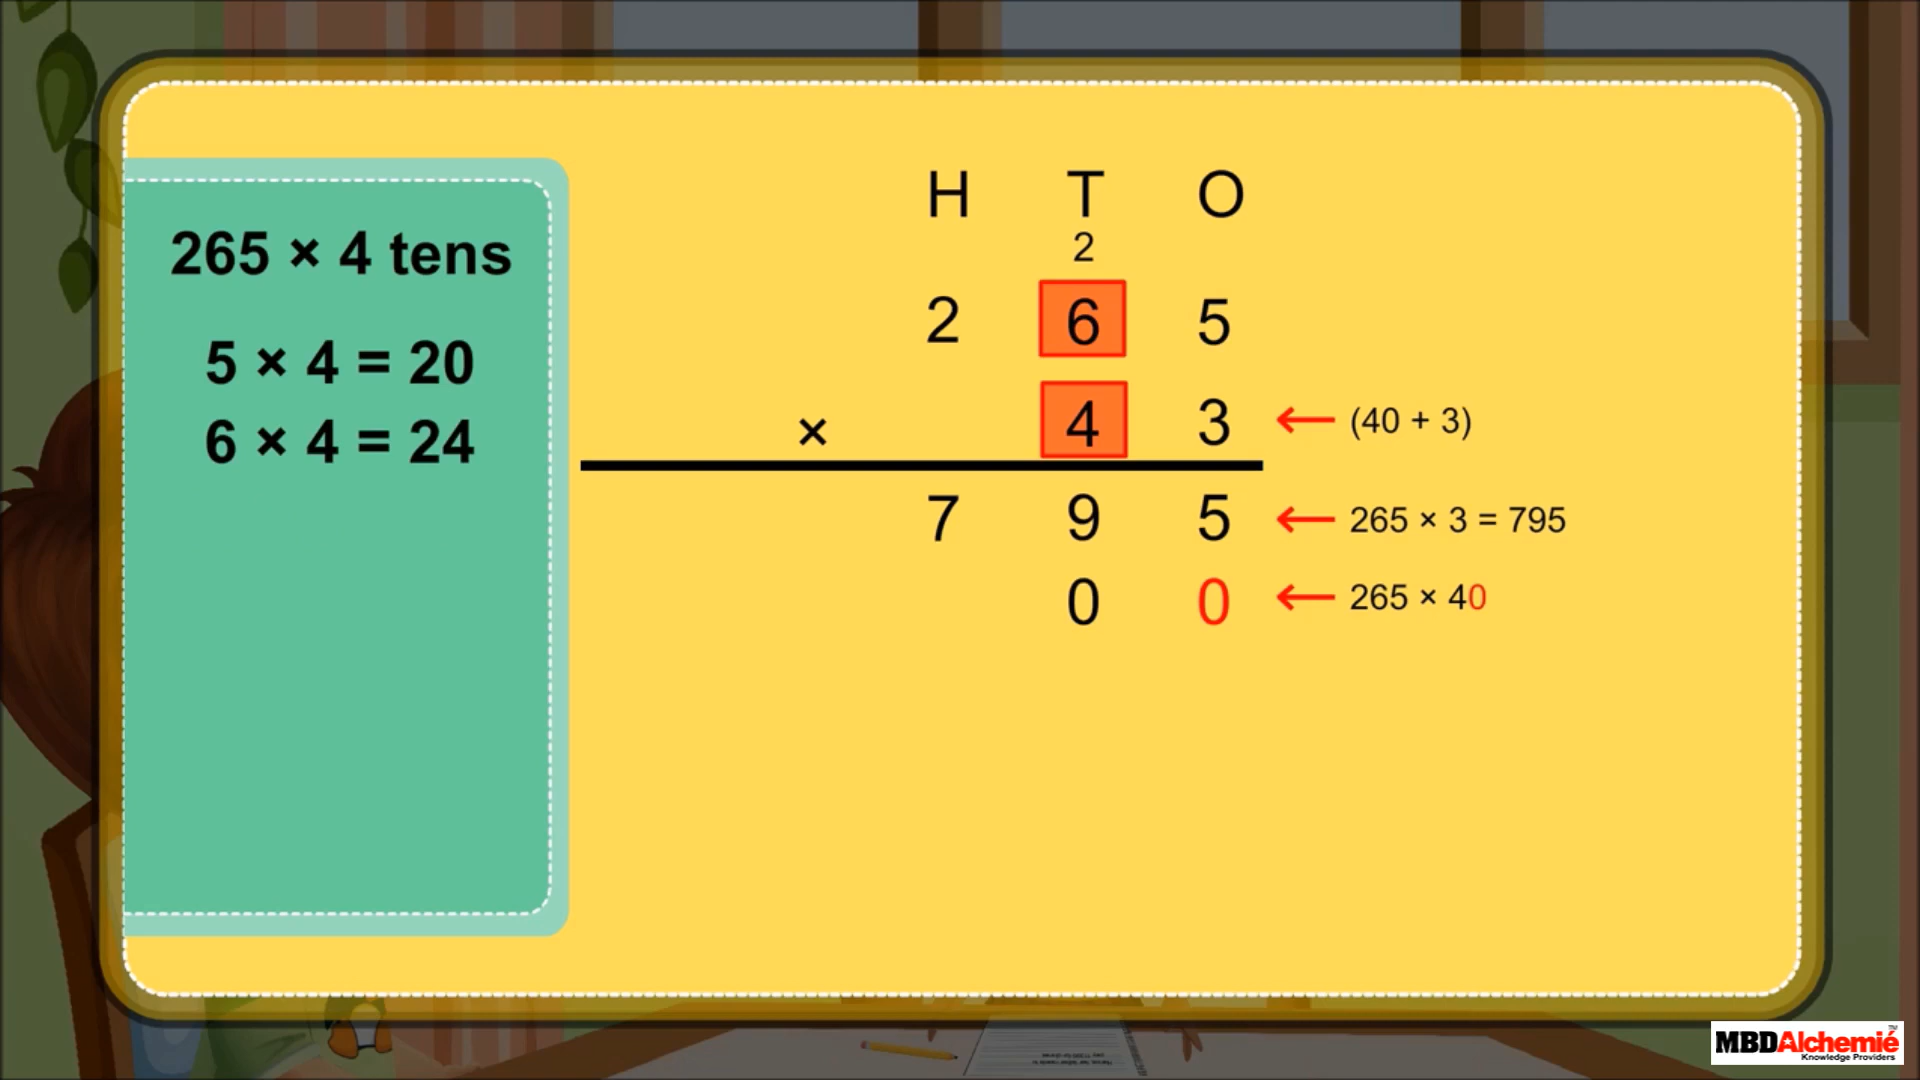 265 × 4 tens
5 × 4 = 20
6 × 4 = 24
H T O
2
2 6 5
× 4 3 ← (40 + 3)
7 9 5 ← 265 × 3 = 795
0 0 ← 265 × 40
MBDAlchemié™
Knowledge Providers